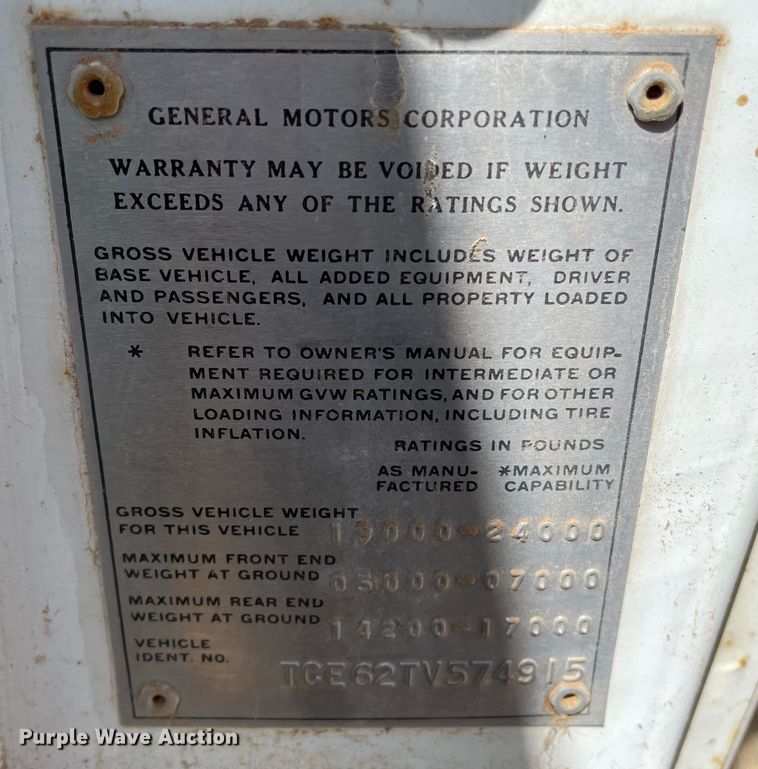 GENERAL MOTORS CORPORATION
WARRANTY MAY BE VOIDED IF WEIGHT
EXCEEDS ANY OF THE RATINGS SHOWN.
GROSS VEHICLE WEIGHT INCLUDES WEIGHT OF
BASE VEHICLE, ALL ADDED EQUIPMENT, DRIVER
AND PASSENGERS, AND ALL PROPERTY LOADED
INTO VEHICLE.
* REFER TO OWNER'S MANUAL FOR EQUIP-
MENT REQUIRED FOR INTERMEDIATE OR
MAXIMUM GVW RATINGS, AND FOR OTHER
LOADING INFORMATION, INCLUDING TIRE
INFLATION.
RATINGS IN POUNDS
AS MANU- *MAXIMUM
FACTURED CAPABILITY
GROSS VEHICLE WEIGHT
FOR THIS VEHICLE 19000-24000
MAXIMUM FRONT END
WEIGHT AT GROUND 05000-07000
MAXIMUM REAR END
WEIGHT AT GROUND 14200-17000
VEHICLE
IDENT. NO. TCE62TV574915
Purple Wave Auction